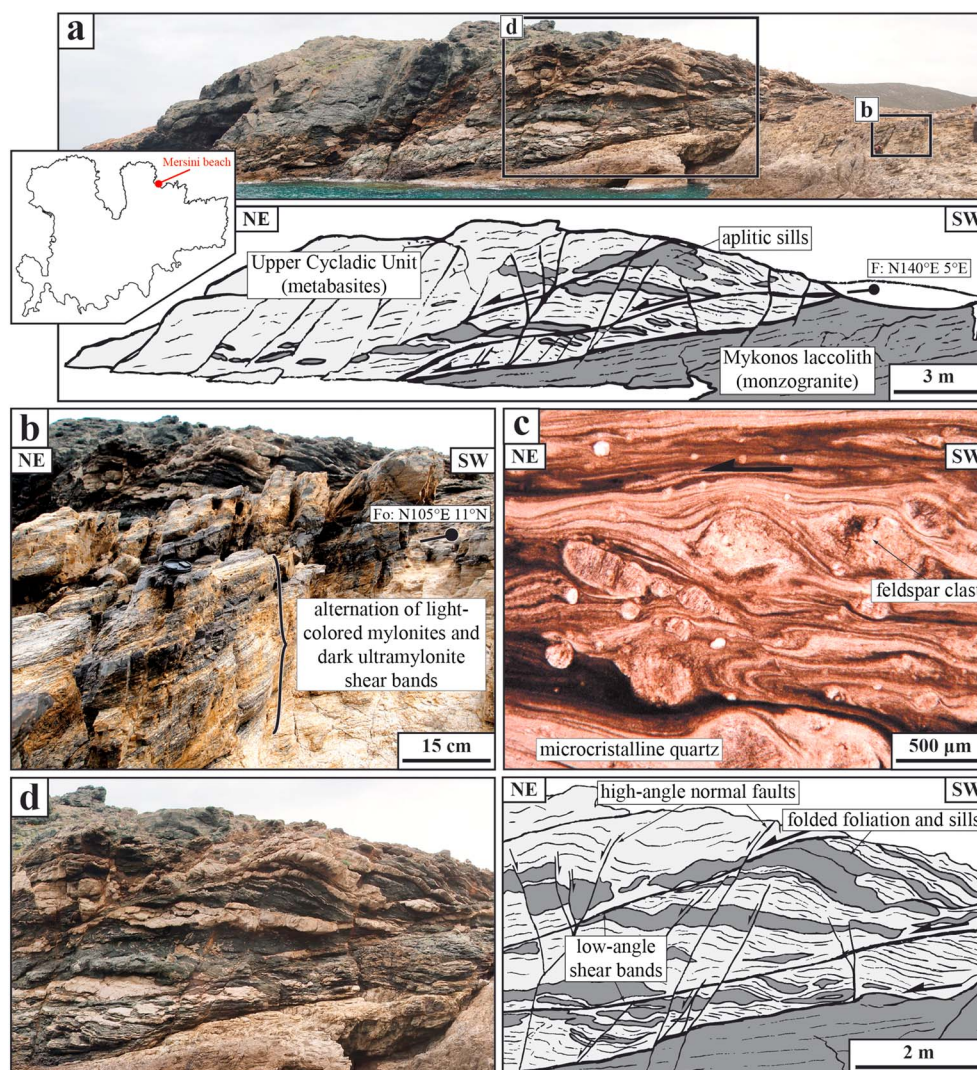 a
d
b
Mersini beach
NE
SW
aplitic sills
Upper Cycladic Unit
(metabasites)
F: N140°E 5°E
Mykonos laccolith
(monzogranite)
3 m
b
NE
SW
Fo: N105°E 11°N
alternation of light-
colored mylonites and
dark ultramylonite
shear bands
15 cm
c
NE
SW
feldspar clast
microcristalline quartz
500 µm
d
NE
high-angle normal faults
SW
folded foliation and sills
low-angle
shear bands
2 m